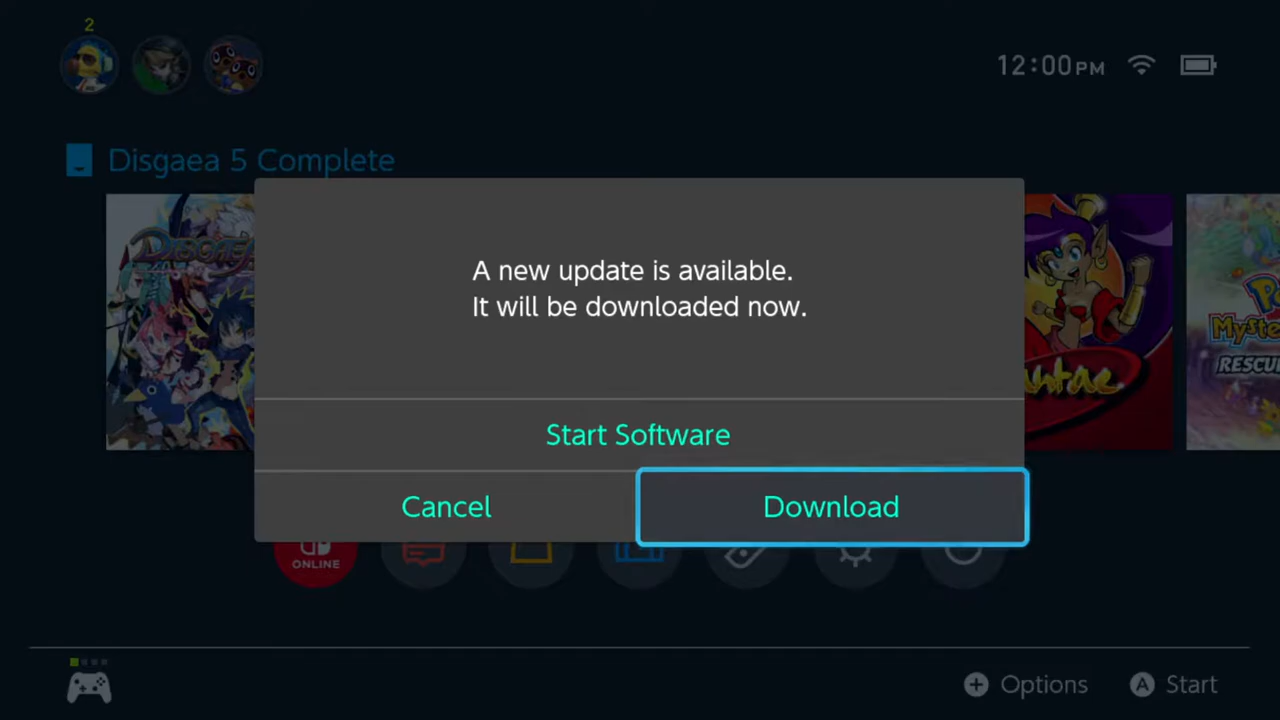 2
12:00PM
Disgaea 5 Complete
A new update is available.
It will be downloaded now.
Start Software
Cancel
Download
ONLINE
Options
A
Start